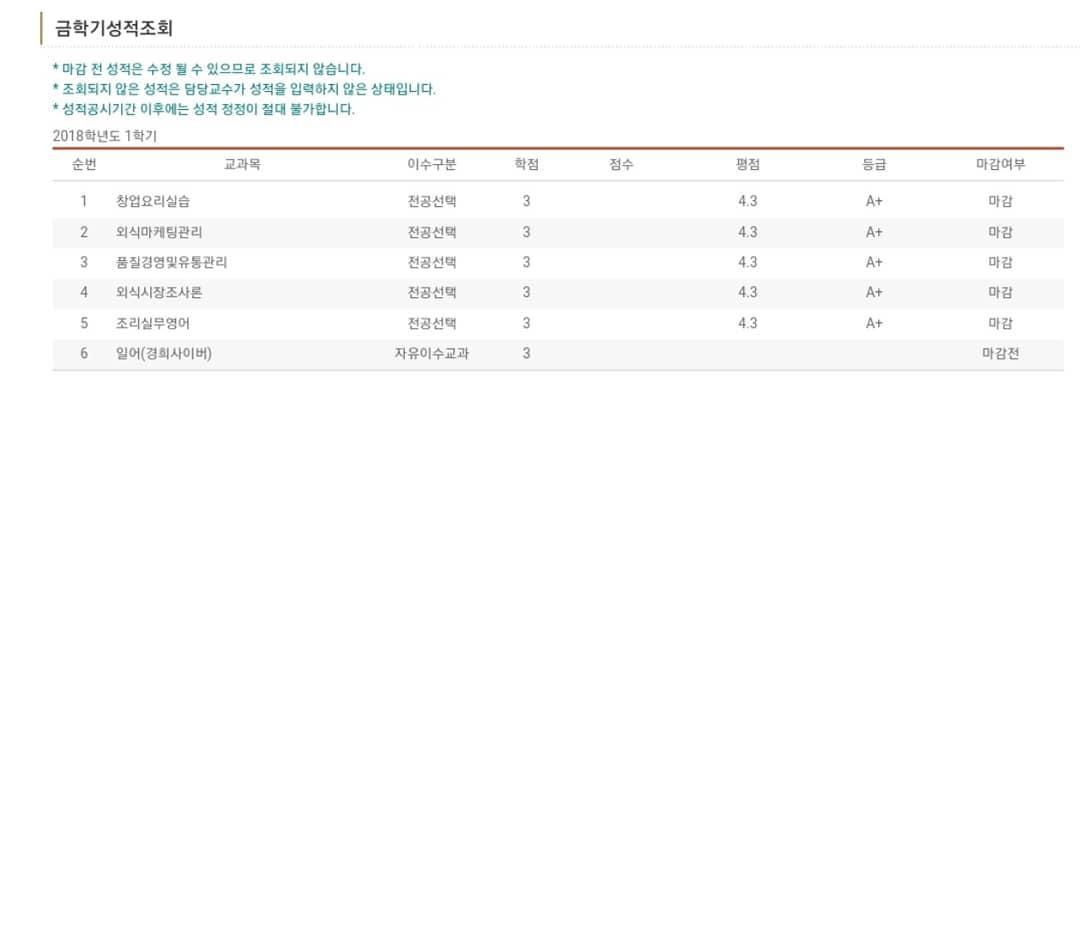 금학기성적조회
* 마감 전 성적은 수정 될 수 있으므로 조회되지 않습니다.
* 조회되지 않은 성적은 담당교수가 성적을 입력하지 않은 상태입니다.
* 성적공시기간 이후에는 성적 정정이 절대 불가합니다.
2018학년도 1학기
순번 교과목 이수구분 학점 점수 평점 등급 마감여부
1 창업요리실습 전공선택 3 4.3 A+ 마감
2 외식마케팅관리 전공선택 3 4.3 A+ 마감
3 품질경영및유통관리 전공선택 3 4.3 A+ 마감
4 외식시장조사론 전공선택 3 4.3 A+ 마감
5 조리실무영어 전공선택 3 4.3 A+ 마감
6 일어(경희사이버) 자유이수교과 3 마감전